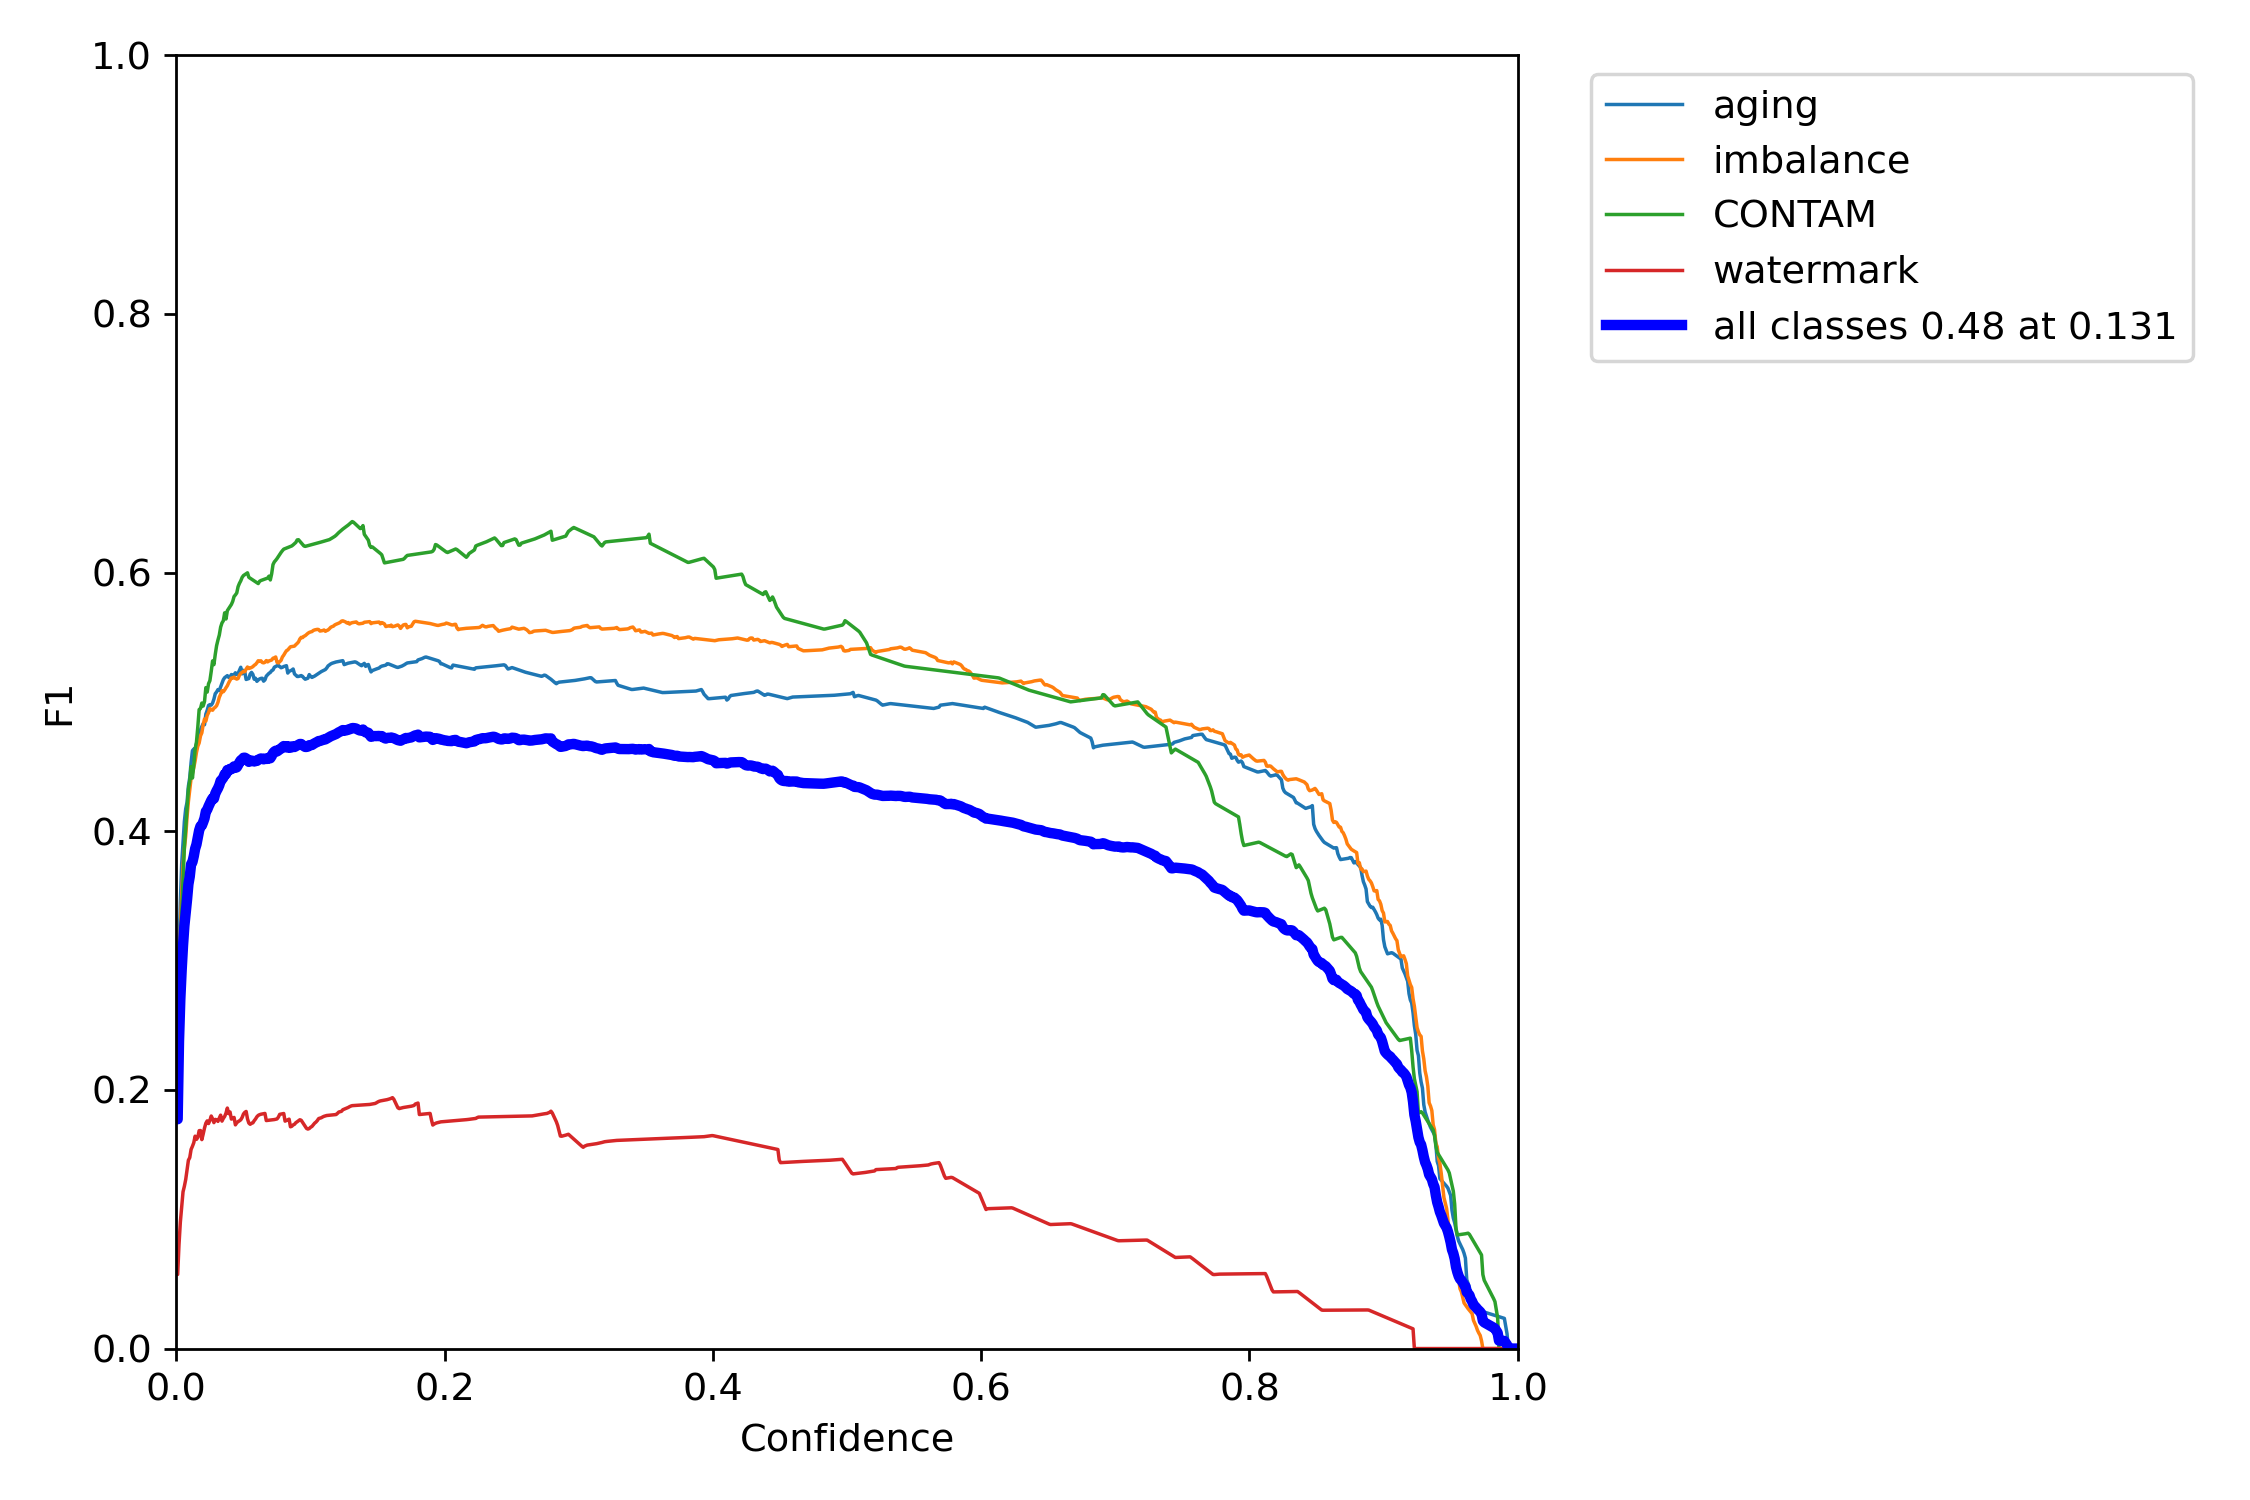 1.0
0.8
0.6
0.4
0.2
0.0
F1
0.0 0.2 0.4 0.6 0.8 1.0
Confidence
aging
imbalance
CONTAM
watermark
all classes 0.48 at 0.131